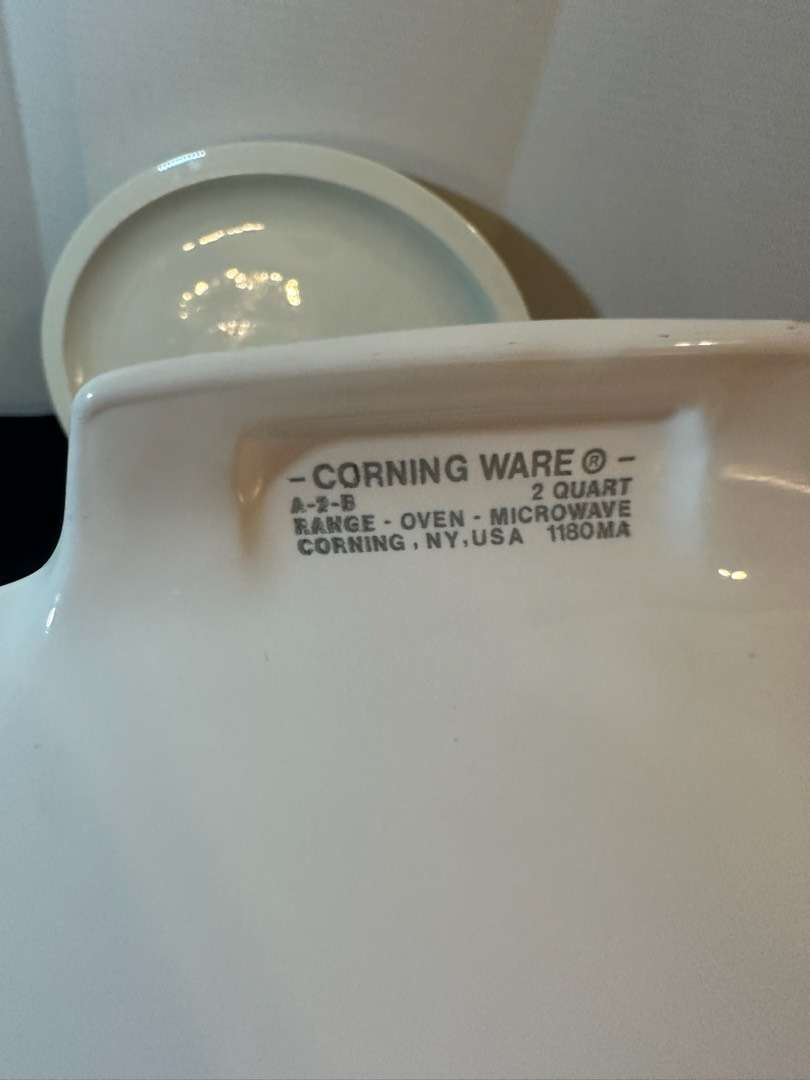 - CORNING WARE ® -
A-2-B 2 QUART
RANGE - OVEN - MICROWAVE
CORNING, NY, USA 1180MA